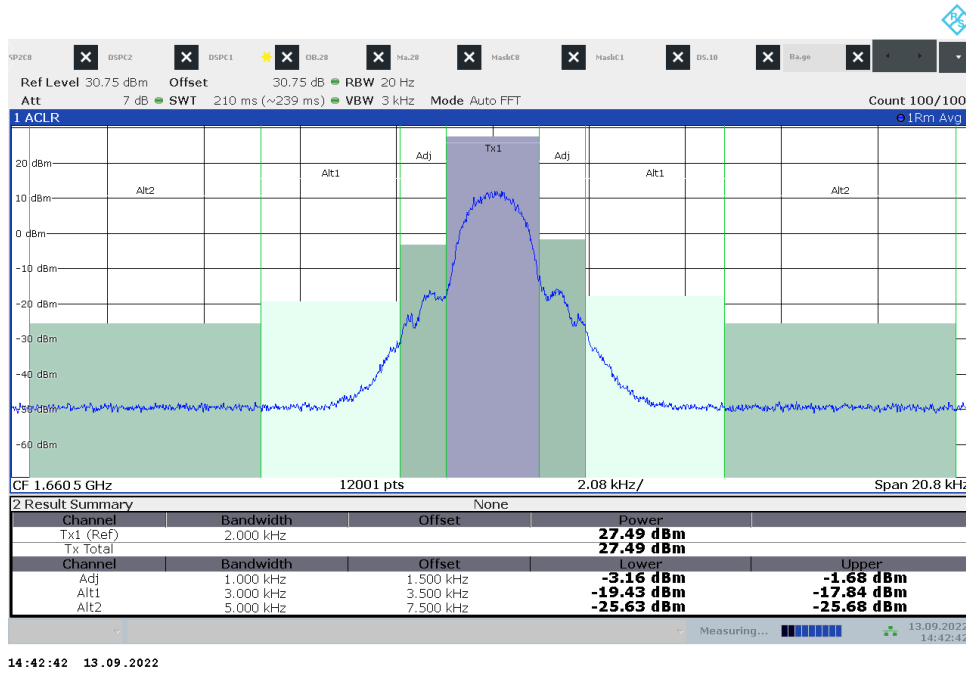 SP2C8 DSPC2 DSPC1 OB.28 Ma.28 MaskC8 MaskC1 DS.10 Ba.ge
Ref Level 30.75 dBm Offset 30.75 dB RBW 20 Hz
Att 7 dB SWT 210 ms (~239 ms) VBW 3 kHz Mode Auto FFT Count 100/100
1 ACLR 1Rm Avg
Adj Tx1 Adj
20 dBm
Alt1 Alt1
Alt2 Alt2
10 dBm
0 dBm
-10 dBm
-20 dBm
-30 dBm
-40 dBm
-50 dBm
-60 dBm
CF 1.6605 GHz 12001 pts 2.08 kHz/ Span 20.8 kHz
2 Result Summary None
Channel Bandwidth Offset Power
Tx1 (Ref) 2.000 kHz 27.49 dBm
Tx Total 27.49 dBm
Channel Bandwidth Offset Lower Upper
Adj 1.000 kHz 1.500 kHz -3.16 dBm -1.68 dBm
Alt1 3.000 kHz 3.500 kHz -19.43 dBm -17.84 dBm
Alt2 5.000 kHz 7.500 kHz -25.63 dBm -25.68 dBm
Measuring... 13.09.2022
14:42:42
14:42:42 13.09.2022